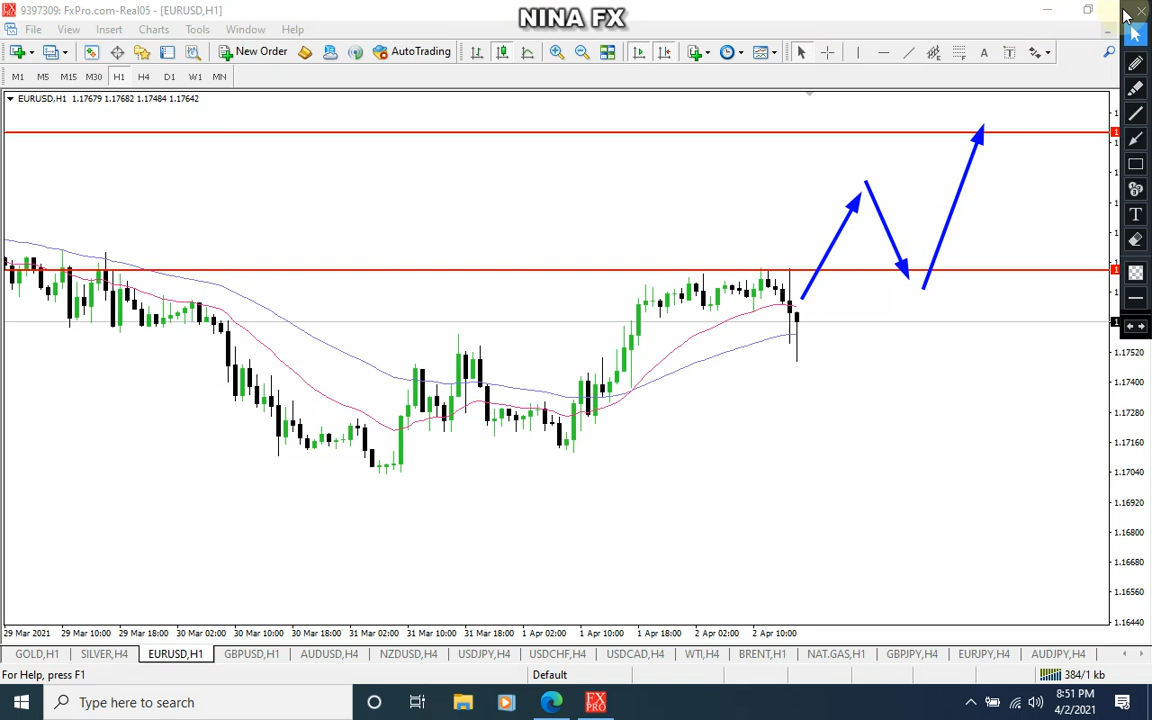 9397309: FxPro.com-Real05 - [EURUSD,H1]
NINA FX
File View Insert Charts Tools Window Help
New Order AutoTrading
M1 M5 M15 M30 H1 H4 D1 W1 MN
EURUSD,H1 1.17679 1.17682 1.17484 1.17642
1.17520
1.17400
1.17280
1.17160
1.17040
1.16920
1.16800
1.16680
1.16560
1.16440
29 Mar 2021 29 Mar 10:00 29 Mar 18:00 30 Mar 02:00 30 Mar 10:00 30 Mar 18:00 31 Mar 02:00 31 Mar 10:00 31 Mar 18:00 1 Apr 02:00 1 Apr 10:00 1 Apr 18:00 2 Apr 02:00 2 Apr 10:00
GOLD,H1 SILVER,H4 EURUSD,H1 GBPUSD,H1 AUDUSD,H4 NZDUSD,H4 USDJPY,H4 USDCHF,H4 USDCAD,H4 WTI,H4 BRENT,H1 NAT.GAS,H1 GBPJPY,H4 EURJPY,H4 AUDJPY,H4
For Help, press F1 Default 384/1 kb
FX PRO
Type here to search
8:51 PM
4/2/2021